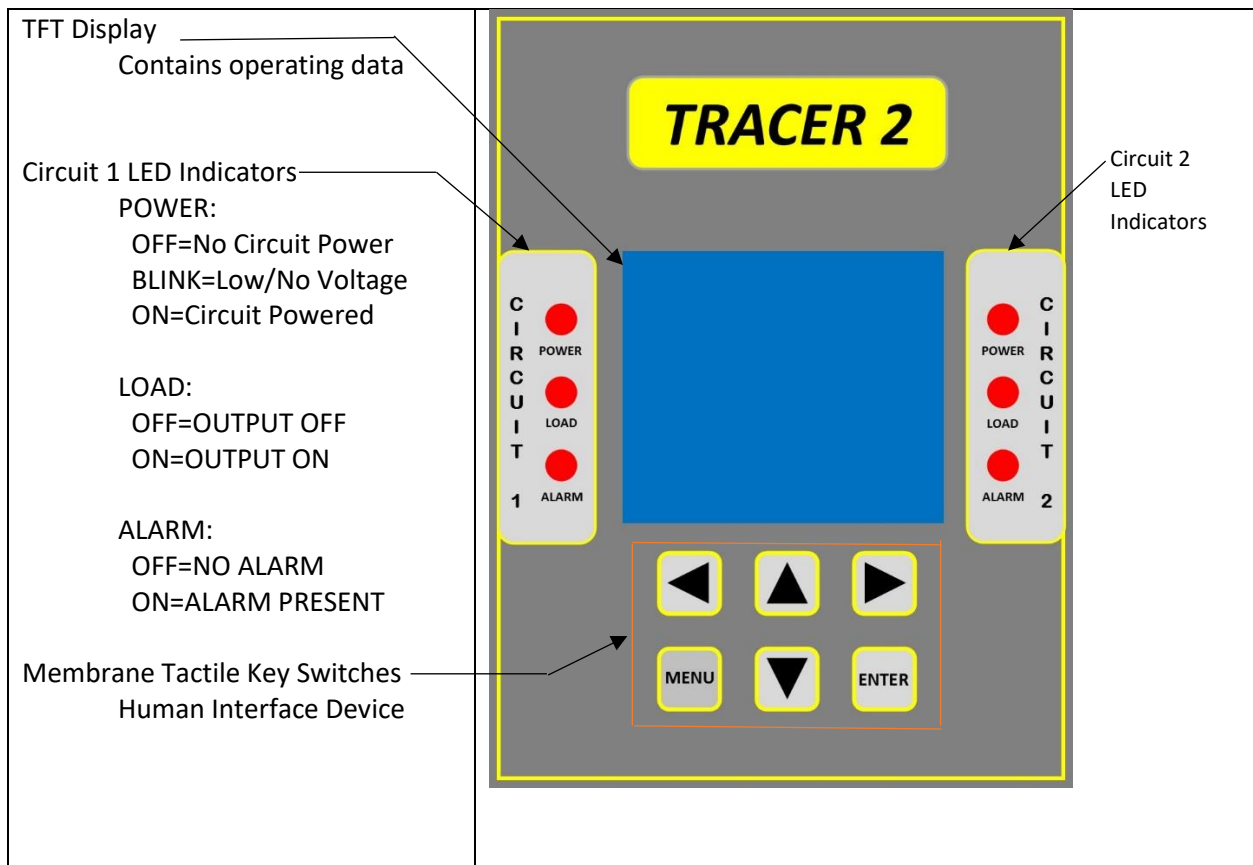 TFT Display
Contains operating data
Circuit 1 LED Indicators
POWER:
OFF=No Circuit Power
BLINK=Low/No Voltage
ON=Circuit Powered
LOAD:
OFF=OUTPUT OFF
ON=OUTPUT ON
ALARM:
OFF=NO ALARM
ON=ALARM PRESENT
Membrane Tactile Key Switches
Human Interface Device
TRACER 2
CIRCUIT 1
POWER
LOAD
ALARM
POWER
LOAD
ALARM
CIRCUIT 2
MENU
ENTER
Circuit 2
LED
Indicators